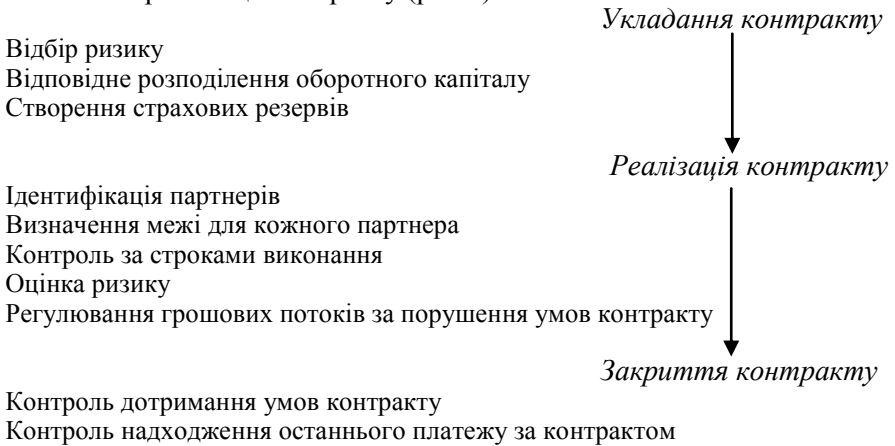 Укладання контракту
Відбір ризику
Відповідне розподілення оборотного капіталу
Створення страхових резервів
Реалізація контракту
Ідентифікація партнерів
Визначення межі для кожного партнера
Контроль за строками виконання
Оцінка ризику
Регулювання грошових потоків за порушення умов контракту
Закриття контракту
Контроль дотримання умов контракту
Контроль надходження останнього платежу за контрактом